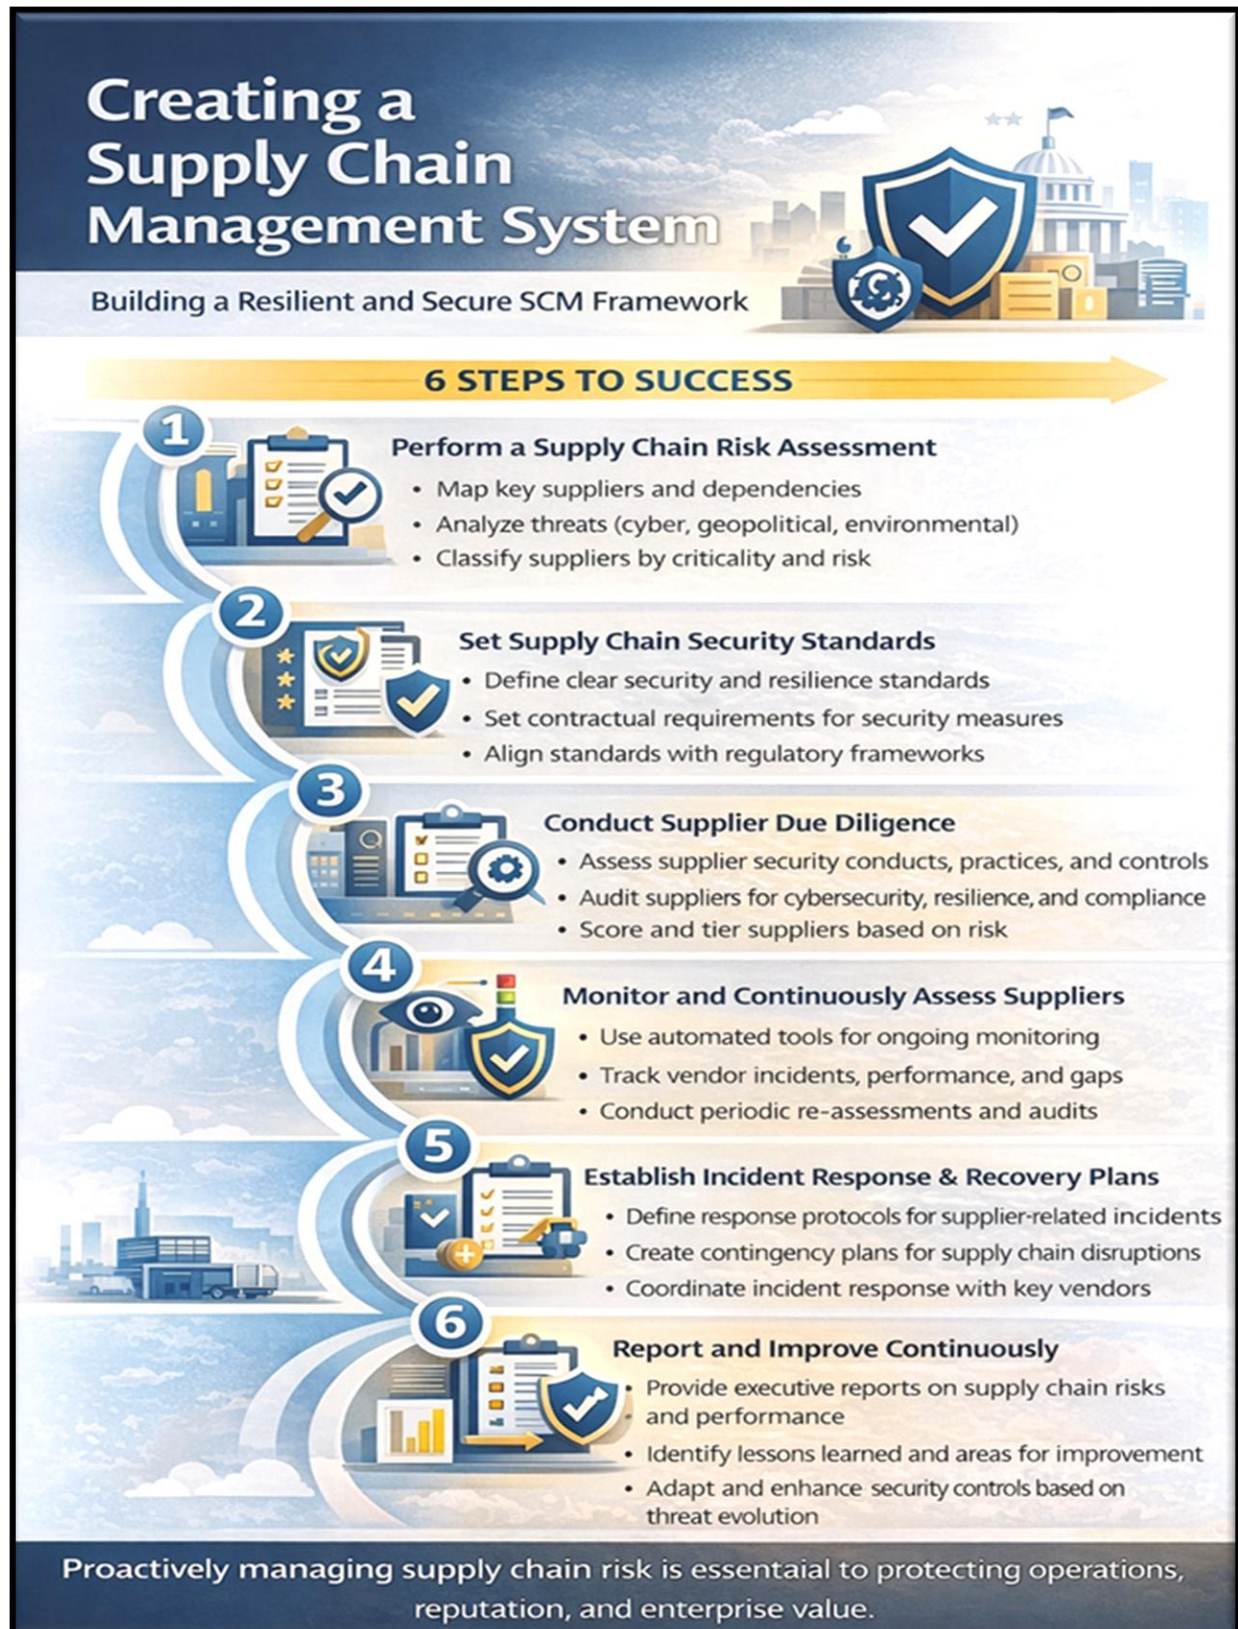 Creating a
Supply Chain
Management System
Building a Resilient and Secure SCM Framework
6 STEPS TO SUCCESS
1
Perform a Supply Chain Risk Assessment
• Map key suppliers and dependencies
• Analyze threats (cyber, geopolitical, environmental)
• Classify suppliers by criticality and risk
2
Set Supply Chain Security Standards
• Define clear security and resilience standards
• Set contractual requirements for security measures
• Align standards with regulatory frameworks
3
Conduct Supplier Due Diligence
• Assess supplier security conducts, practices, and controls
• Audit suppliers for cybersecurity, resilience, and compliance
• Score and tier suppliers based on risk
4
Monitor and Continuously Assess Suppliers
• Use automated tools for ongoing monitoring
• Track vendor incidents, performance, and gaps
• Conduct periodic re-assessments and audits
5
Establish Incident Response & Recovery Plans
• Define response protocols for supplier-related incidents
• Create contingency plans for supply chain disruptions
• Coordinate incident response with key vendors
6
Report and Improve Continuously
• Provide executive reports on supply chain risks
and performance
• Identify lessons learned and areas for improvement
• Adapt and enhance security controls based on
threat evolution
Proactively managing supply chain risk is essentaial to protecting operations,
reputation, and enterprise value.